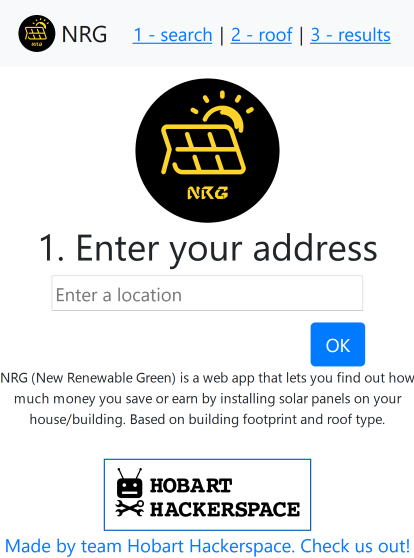 NRG 1 - search | 2 - roof | 3 - results
NRG
1. Enter your address
Enter a location
OK
NRG (New Renewable Green) is a web app that lets you find out how
much money you save or earn by installing solar panels on your
house/building. Based on building footprint and roof type.
HOBART
HACKERSPACE
Made by team Hobart Hackerspace. Check us out!